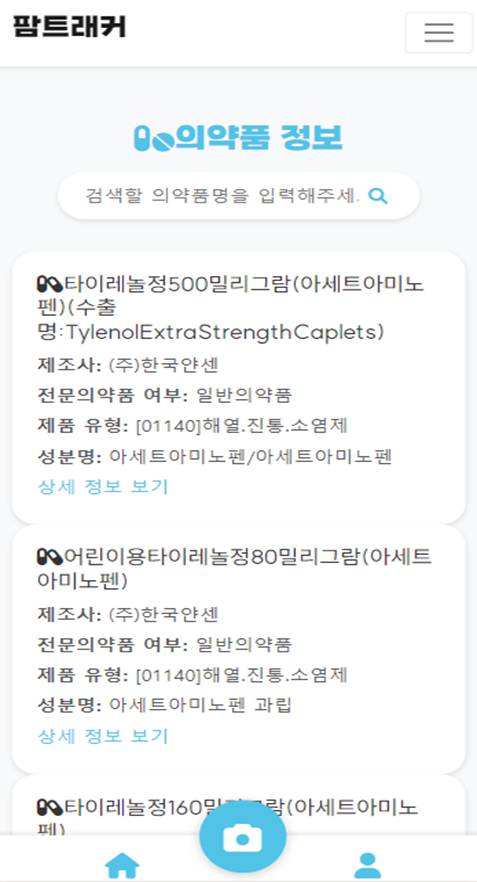 팜트래커
의약품 정보
검색할 의약품명을 입력해주세.
타이레놀정500밀리그람(아세트아미노
펜)(수출
명:TylenolExtraStrengthCaplets)
제조사: (주)한국얀센
전문의약품 여부: 일반의약품
제품 유형: [01140]해열.진통.소염제
성분명: 아세트아미노펜/아세트아미노펜
상세 정보 보기
어린이용타이레놀정80밀리그람(아세트
아미노펜)
제조사: (주)한국얀센
전문의약품 여부: 일반의약품
제품 유형: [01140]해열.진통.소염제
성분명: 아세트아미노펜 과립
상세 정보 보기
타이레놀정160밀리그람(아세트아미노
펜)